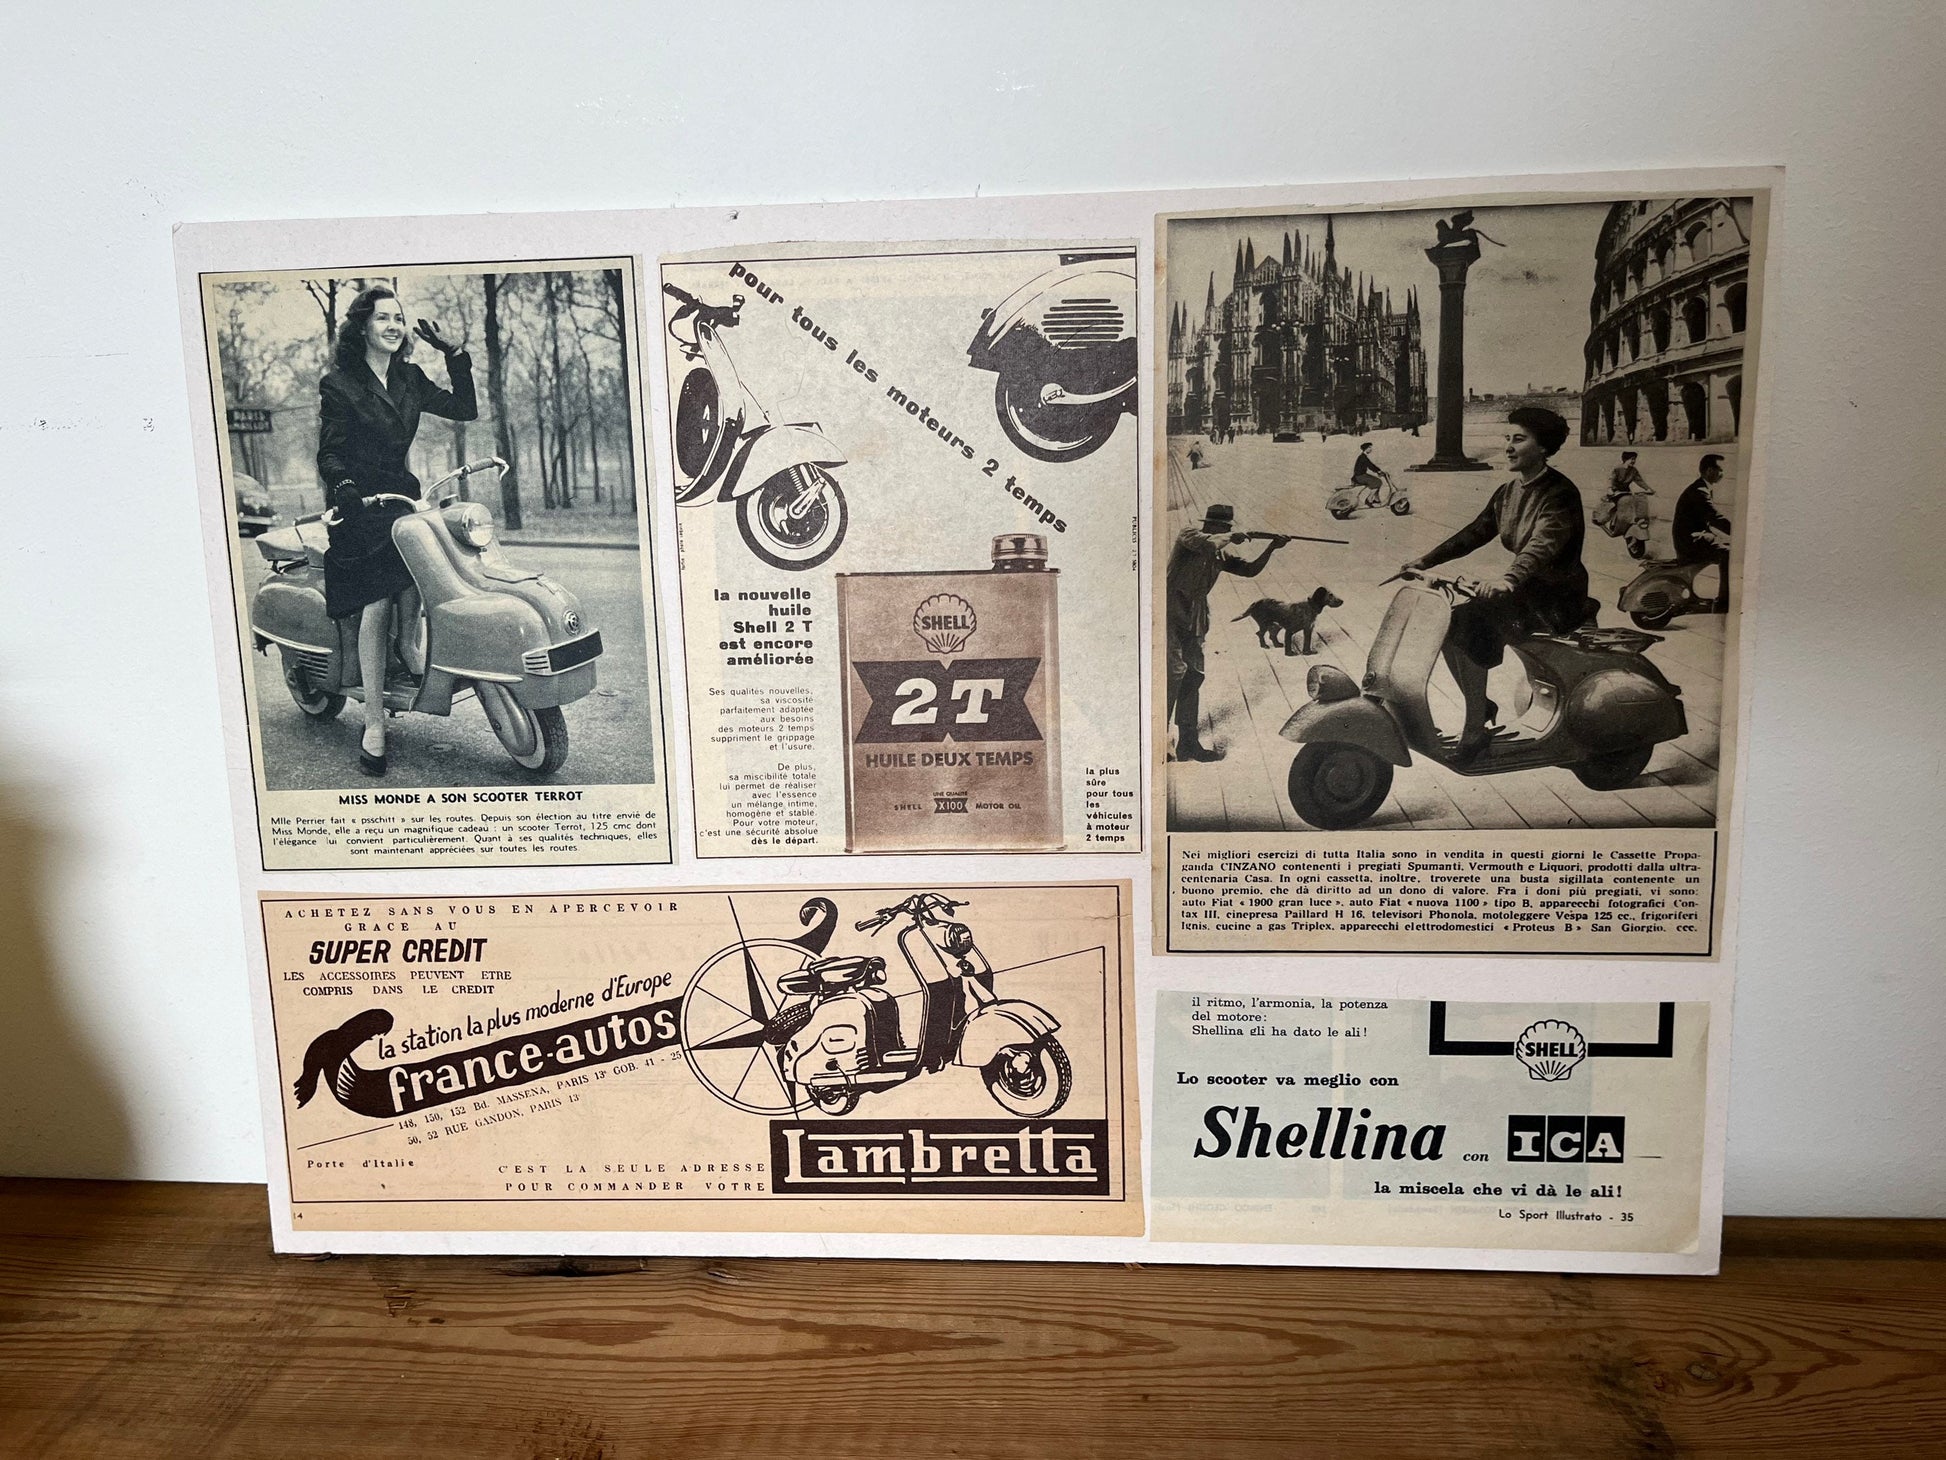 PARIS
MAILLOT
MISS MONDE A SON SCOOTER TERROT
Mlle Perrier fait « psschitt » sur les routes. Depuis son élection au titre envié de
Miss Monde, elle a reçu un magnifique cadeau : un scooter Terrot, 125 cmc dont
l'élégance lui convient particulièrement. Quant à ses qualités techniques, elles
sont maintenant appréciées sur toutes les routes.
pour tous les moteurs 2 temps
la nouvelle
huile
Shell 2 T
est encore
améliorée
Ses qualités nouvelles,
sa viscosité
parfaitement adaptée
aux besoins
des moteurs 2 temps
suppriment le grippage
et l'usure.
De plus,
sa miscibilité totale
lui permet de réaliser
avec l'essence
un mélange intime,
homogène et stable.
Pour votre moteur,
c'est une sécurité absolue
dès le départ.
SHELL
2T
HUILE DEUX TEMPS
UNE QUALITÉ
SHELL X100 MOTOR OIL
la plus
sûre
pour tous
les
véhicules
à moteur
2 temps
Nei migliori esercizi di tutta Italia sono in vendita in questi giorni le Cassette Propa-
ganda CINZANO contenenti i pregiati Spumanti, Vermouth e Liquori, prodotti dalla ultra-
centenaria Casa. In ogni cassetta, inoltre, troverete una busta sigillata contenente un
buono premio, che dà diritto ad un dono di valore. Fra i doni più pregiati, vi sono:
auto Fiat « 1900 gran luce », auto Fiat « nuova 1100 » tipo B, apparecchi fotografici Con-
tax III, cinepresa Paillard H 16, televisori Phonola, motoleggere Vespa 125 cc., frigoriferi
Ignis, cucine a gas Triplex, apparecchi elettrodomestici « Proteus B » San Giorgio, ecc.
ACHETEZ SANS VOUS EN APERCEVOIR
GRACE AU
SUPER CREDIT
LES ACCESSOIRES PEUVENT ETRE
COMPRIS DANS LE CREDIT
la station la plus moderne d'Europe
france-autos
148, 150, 152 Bd. MASSENA, PARIS 13e GOB. 41 - 25
50, 52 RUE GANDON, PARIS 13e
Porte d'Italie
C'EST LA SEULE ADRESSE
POUR COMMANDER VOTRE
Lambretta
14
il ritmo, l'armonia, la potenza
del motore:
Shellina gli ha dato le ali!
SHELL
Lo scooter va meglio con
Shellina con ICA
la miscela che vi dà le ali!
Lo Sport Illustrato - 35